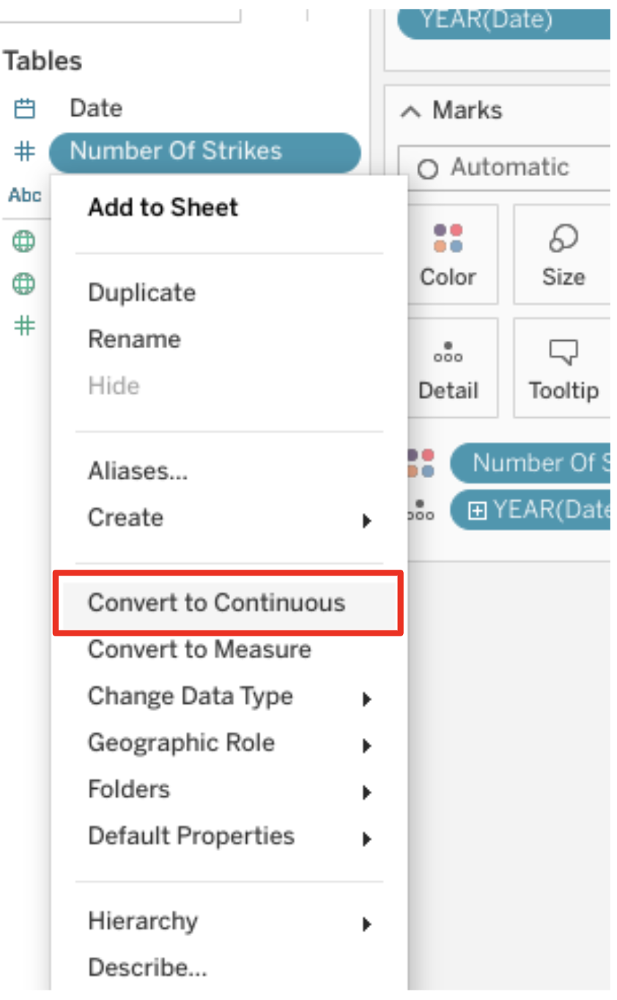 YEAR(Date)
Tables
Date
Number Of Strikes
Abc
Add to Sheet
Duplicate
Rename
Hide
Aliases...
Create
Convert to Continuous
Convert to Measure
Change Data Type
Geographic Role
Folders
Default Properties
Hierarchy
Describe...
Marks
Automatic
Color
Size
Detail
Tooltip
Number Of S
YEAR(Date